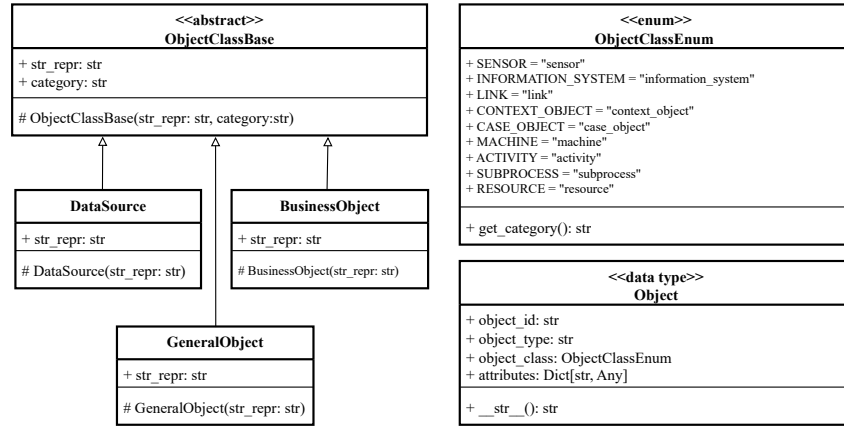 <<abstract>>
ObjectClassBase
+ str_repr: str
+ category: str
# ObjectClassBase(str_repr: str, category:str)
DataSource
+ str_repr: str
# DataSource(str_repr: str)
BusinessObject
+ str_repr: str
# BusinessObject(str_repr: str)
GeneralObject
+ str_repr: str
# GeneralObject(str_repr: str)
<<enum>>
ObjectClassEnum
+ SENSOR = "sensor"
+ INFORMATION_SYSTEM = "information_system"
+ LINK = "link"
+ CONTEXT_OBJECT = "context_object"
+ CASE_OBJECT = "case_object"
+ MACHINE = "machine"
+ ACTIVITY = "activity"
+ SUBPROCESS = "subprocess"
+ RESOURCE = "resource"
+ get_category(): str
<<data type>>
Object
+ object_id: str
+ object_type: str
+ object_class: ObjectClassEnum
+ attributes: Dict[str, Any]
+ __str__(): str